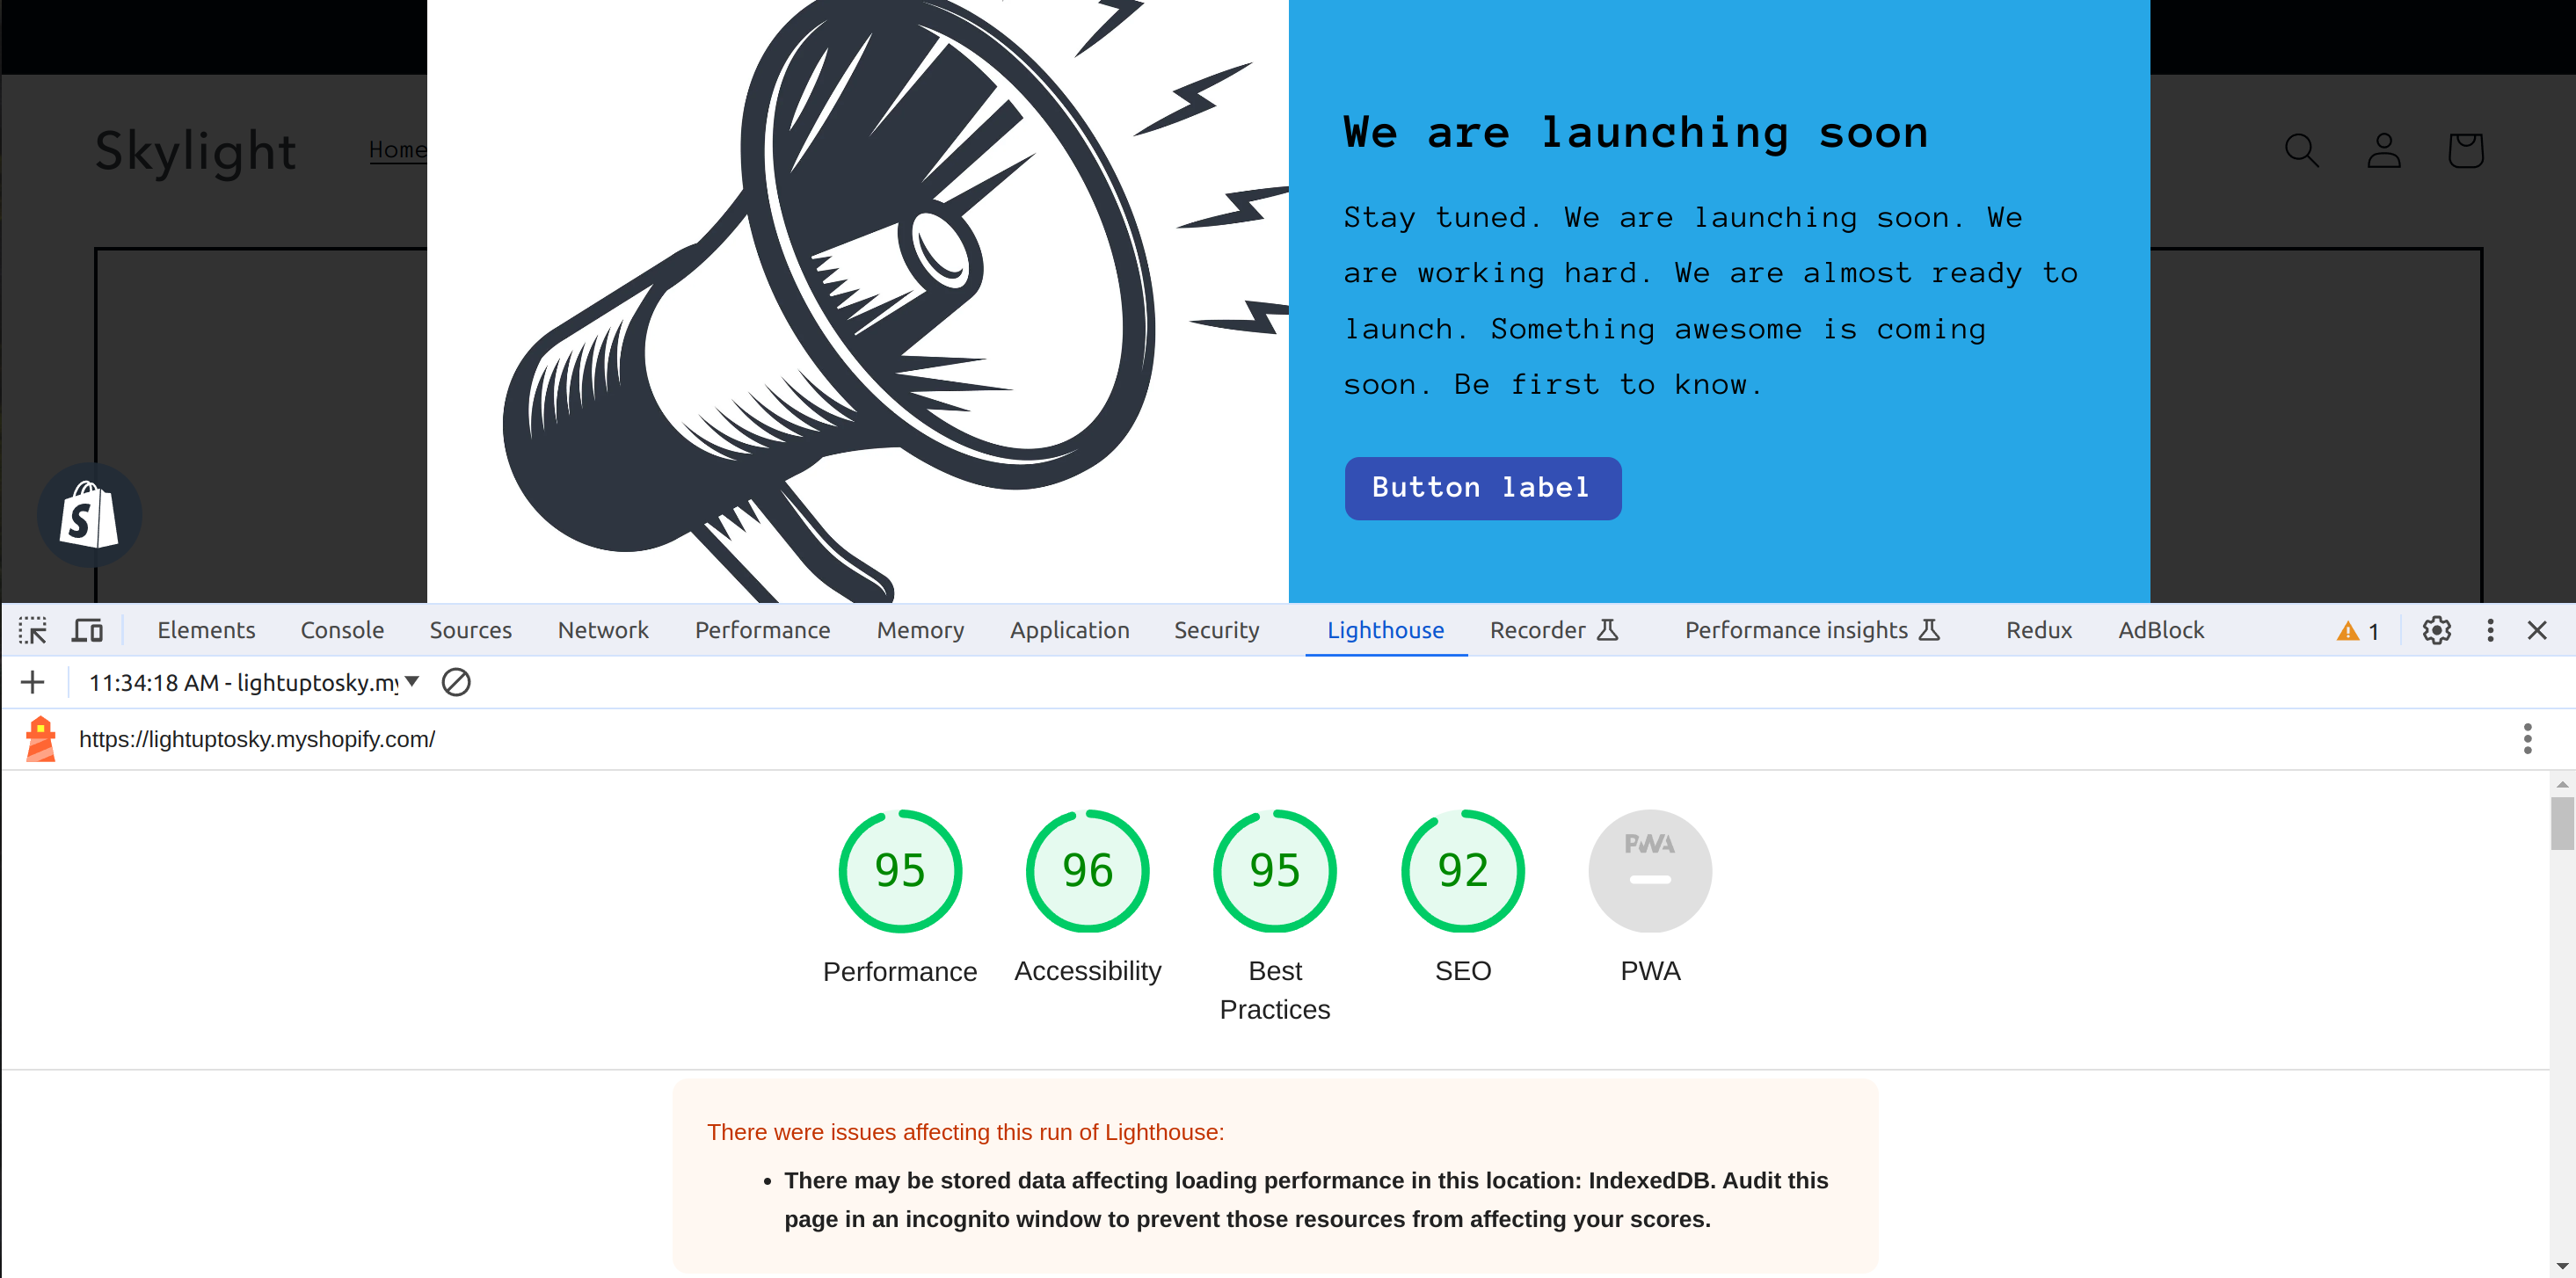 Skylight
Home
We are launching soon
Stay tuned. We are launching soon. We
are working hard. We are almost ready to
launch. Something awesome is coming
soon. Be first to know.
Button label
S
Elements Console Sources Network Performance Memory Application Security Lighthouse Recorder Performance insights Redux AdBlock 1
11:34:18 AM - lightuptosky.my
https://lightuptosky.myshopify.com/
95 96 95 92 PWA
Performance Accessibility Best Practices SEO PWA
There were issues affecting this run of Lighthouse:
• There may be stored data affecting loading performance in this location: IndexedDB. Audit this
page in an incognito window to prevent those resources from affecting your scores.